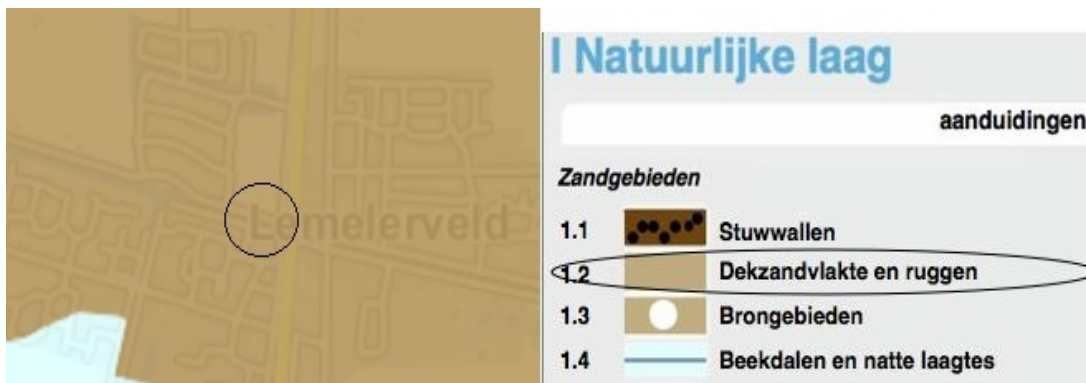 Lemelerveld
I Natuurlijke laag
aanduidingen
Zandgebieden
1.1 Stuwwallen
1.2 Dekzandvlakte en ruggen
1.3 Brongebieden
1.4 Beekdalen en natte laagtes